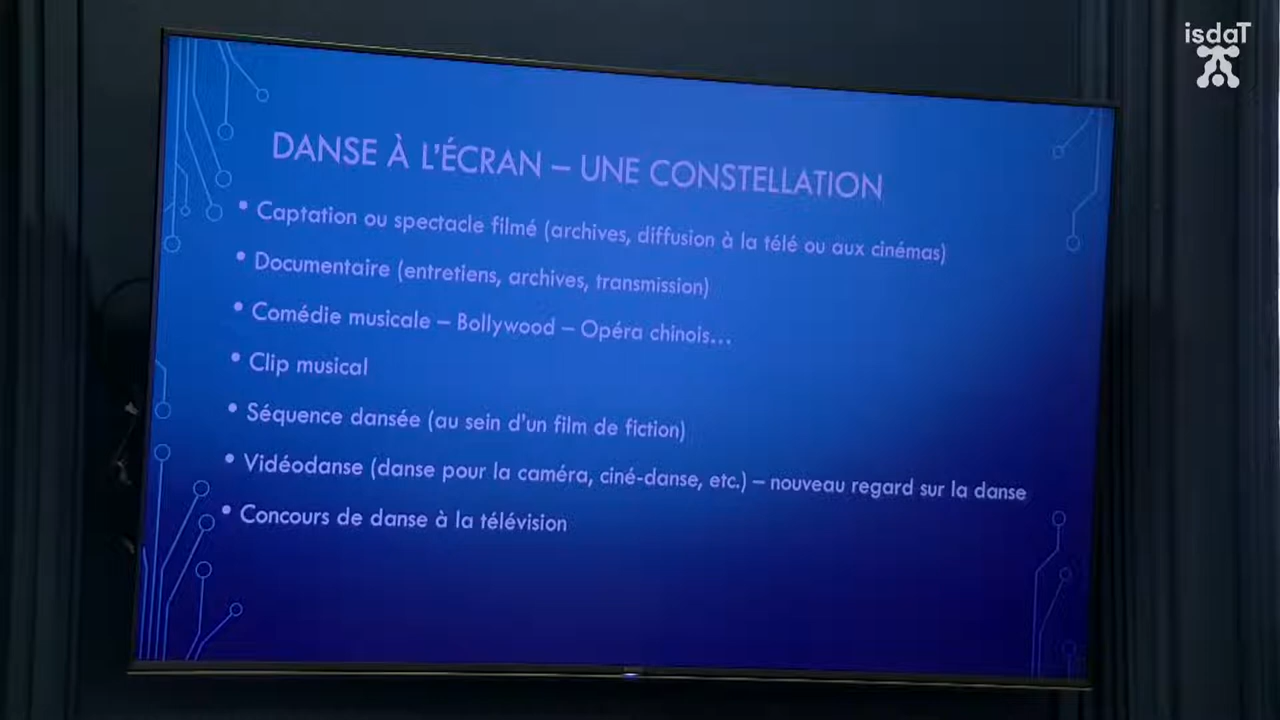 isdaT
DANSE À L'ÉCRAN – UNE CONSTELLATION
• Captation ou spectacle filmé (archives, diffusion à la télé ou aux cinémas)
• Documentaire (entretiens, archives, transmission)
• Comédie musicale – Bollywood – Opéra chinois…
• Clip musical
• Séquence dansée (au sein d'un film de fiction)
• Vidéodanse (danse pour la caméra, ciné-danse, etc.) – nouveau regard sur la danse
• Concours de danse à la télévision